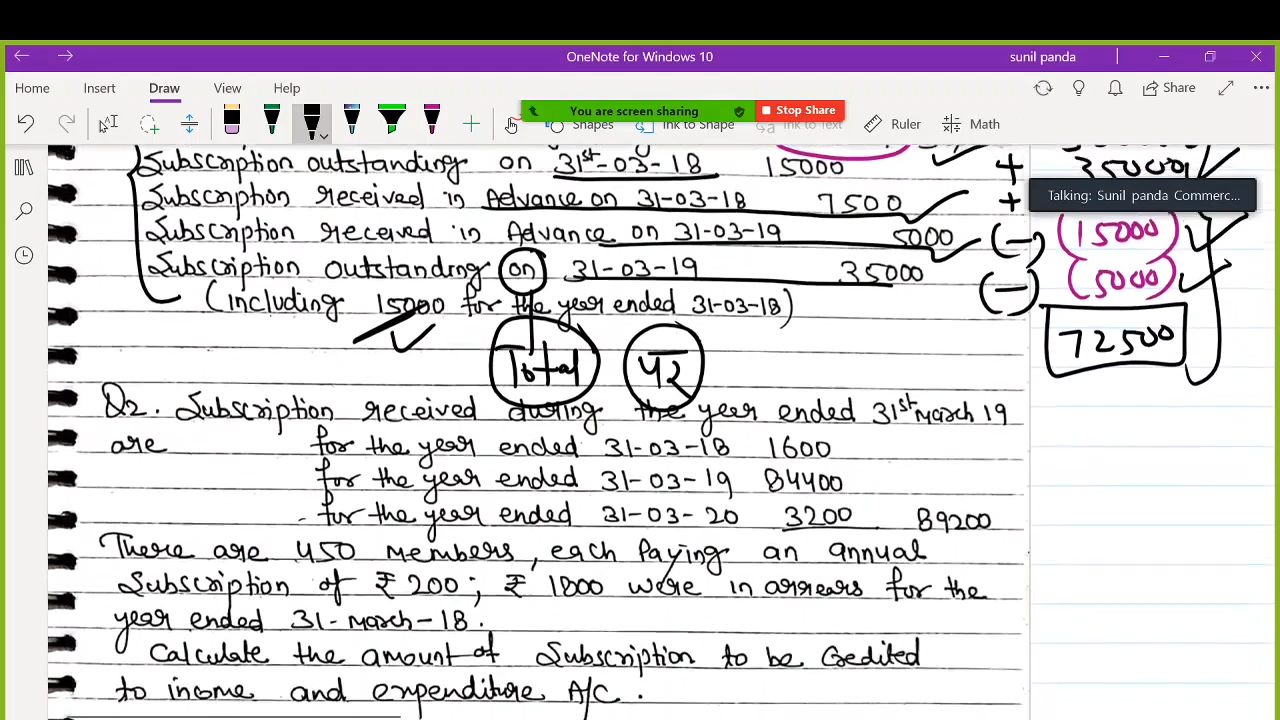 OneNote for Windows 10
sunil panda
Home Insert Draw View Help
Share
You are screen sharing
Stop Share
Shapes Ink to Shape Ink to Text Ruler Math
Talking: Sunil panda Commerc...
Subscription outstanding on 31st-03-18 15000 + 35000
Subscription received in Advance on 31-03-18 7500 +
Subscription received in Advance on 31-03-19 5000 (-) (15000)
Subscription outstanding on 31-03-19 35000 (-) (5000)
(including 15000 for the year ended 31-03-18)
72500
Total
Q2. Subscription received during the year ended 31st March 19
are for the year ended 31-03-18 1600
for the year ended 31-03-19 84400
for the year ended 31-03-20 3200 89200
There are 450 members, each Paying an annual
Subscription of ₹ 200; ₹ 1800 were in arrears for the
year ended 31-March-18.
Calculate the amount of Subscription to be Credited
to income and expenditure A/C.